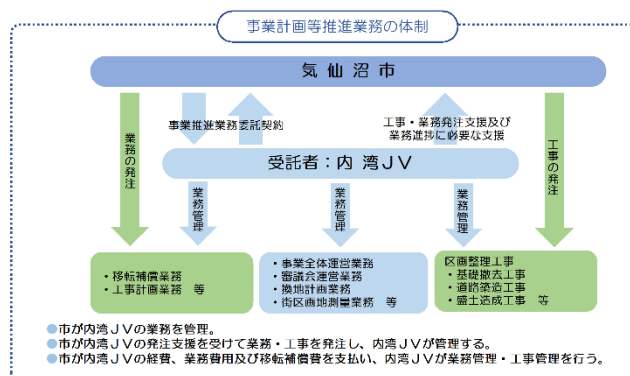 事業計画等推進業務の体制
気仙沼市
業務の発注
事業推進業務委託契約
工事・業務発注支援及び
業務進捗に必要な支援
工事の発注
受託者：内 湾ＪＶ
業務管理
業務管理
業務管理
・移転補償業務
・工事計画業務 等
・事業全体運営業務
・審議会運営業務
・換地計画業務
・街区画地測量業務 等
区画整理工事
・基礎撤去工事
・道路築造工事
・盛土造成工事 等
●市が内湾ＪＶの業務を管理。
●市が内湾ＪＶの発注支援を受けて業務・工事を発注し、内湾ＪＶが管理する。
●市が内湾ＪＶの経費、業務費用及び移転補償費を支払い、内湾ＪＶが業務管理・工事管理を行う。